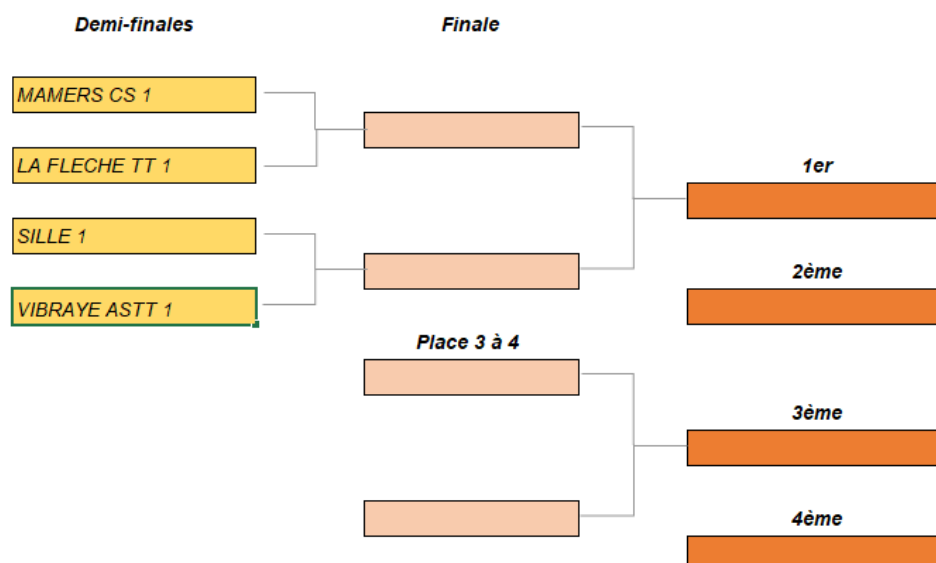 Demi-finales
Finale
MAMERS CS 1
LA FLECHE TT 1
1er
SILLE 1
2ème
VIBRAYE ASTT 1
Place 3 à 4
3ème
4ème